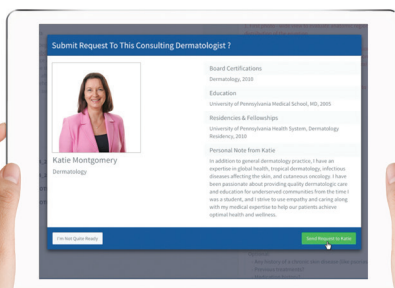 Submit Request To This Consulting Dermatologist ?
Board Certifications
Dermatology, 2010
Education
University of Pennsylvania Medical School, MD, 2005
Residencies & Fellowships
University of Pennsylvania Health System, Dermatology
Residency, 2010
Personal Note from Katie
In addition to general dermatology practice, I have an
expertise in global health, tropical dermatology, infectious
diseases affecting the skin, and cutaneous oncology. I have
been passionate about providing quality dermatologic care
and education for underserved communities from the time I
was a student, and I strive to use empathy and caring along
with my medical expertise to help our patients achieve
optimal health and wellness.
Katie Montgomery
Dermatology
I'm Not Quite Ready
Send Request to Katie